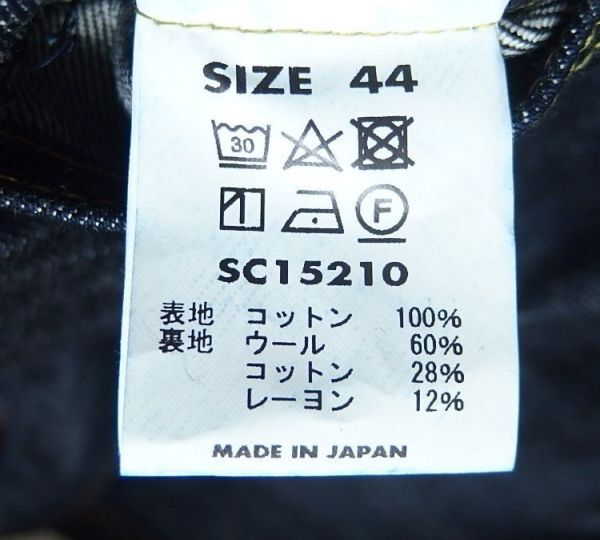 SIZE 44
30
F
SC15210
表地 コットン 100%
裏地 ウール 60%
コットン 28%
レーヨン 12%
MADE IN JAPAN